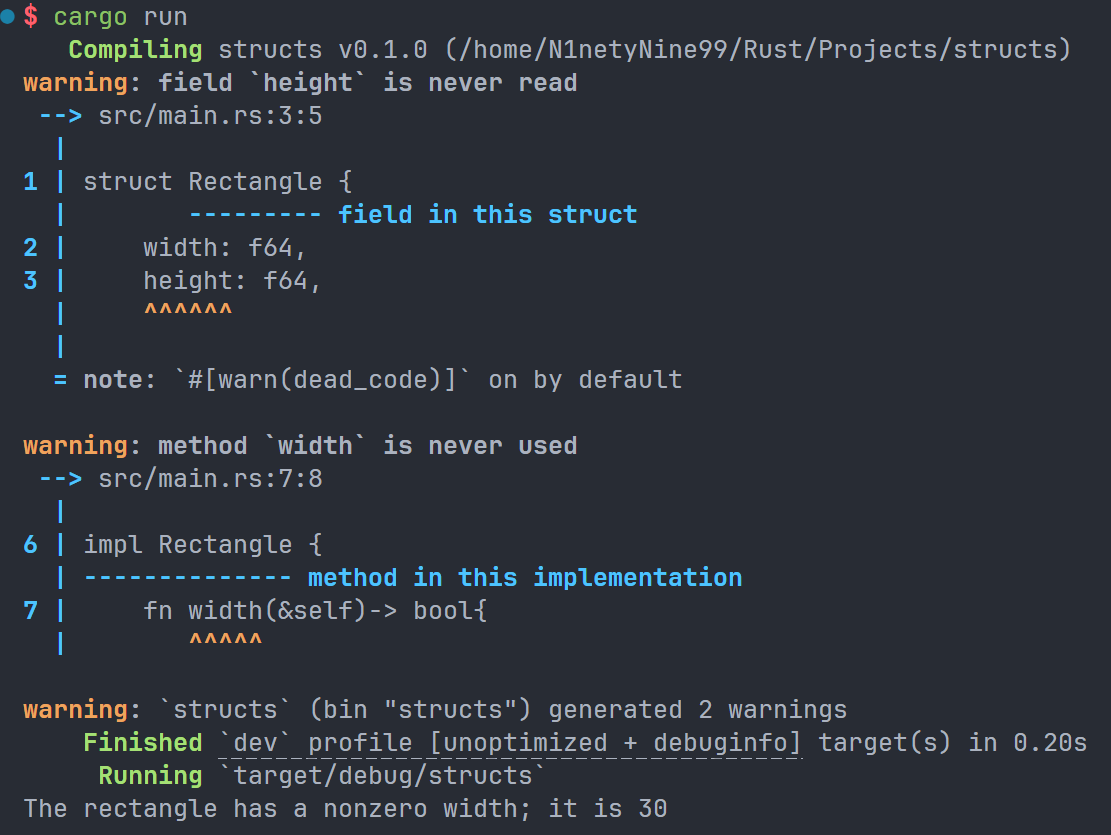 $ cargo run
   Compiling structs v0.1.0 (/home/N1netyNine99/Rust/Projects/structs)
warning: field `height` is never read
 --> src/main.rs:3:5
  |
1 | struct Rectangle {
  |        --------- field in this struct
2 |     width: f64,
3 |     height: f64,
  |     ^^^^^^
  |
  = note: `#[warn(dead_code)]` on by default

warning: method `width` is never used
 --> src/main.rs:7:8
  |
6 | impl Rectangle {
  | -------------- method in this implementation
7 |     fn width(&self)-> bool{
  |        ^^^^^

warning: `structs` (bin "structs") generated 2 warnings
    Finished `dev` profile [unoptimized + debuginfo] target(s) in 0.20s
     Running `target/debug/structs`
The rectangle has a nonzero width; it is 30